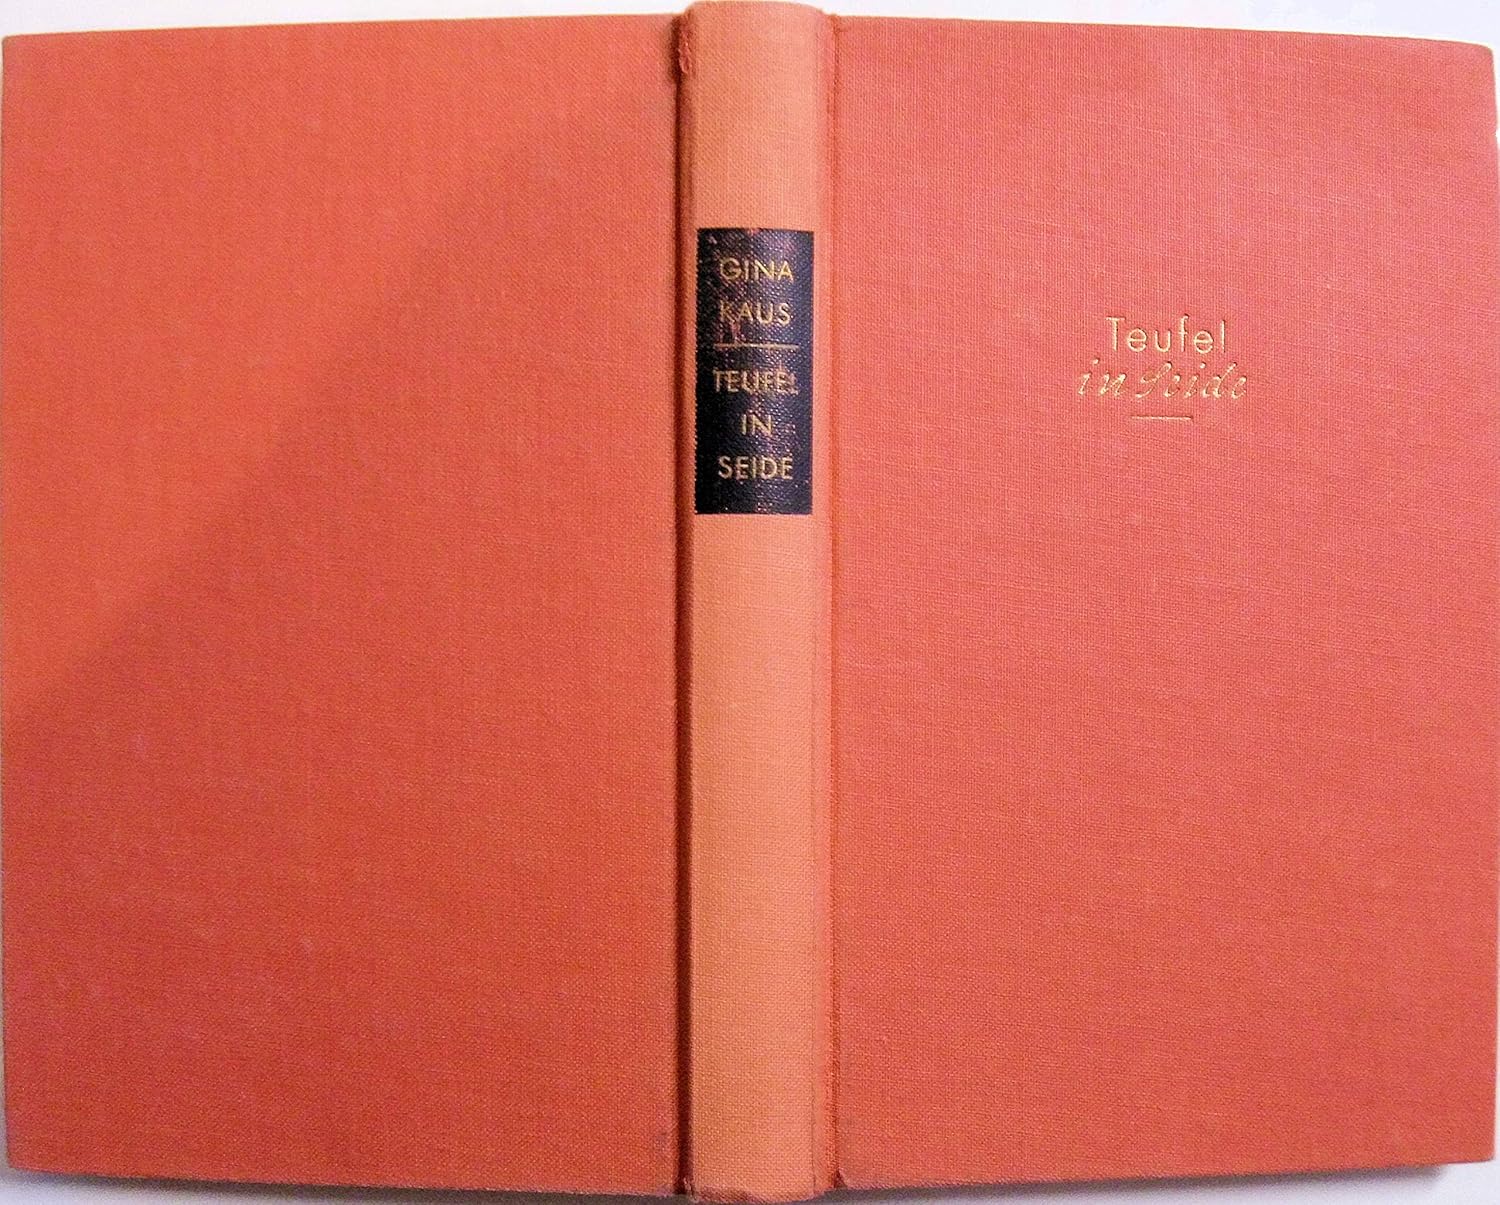 GINA
KAUS
TEUFEL
IN
SEIDE
Teufel
in Seide